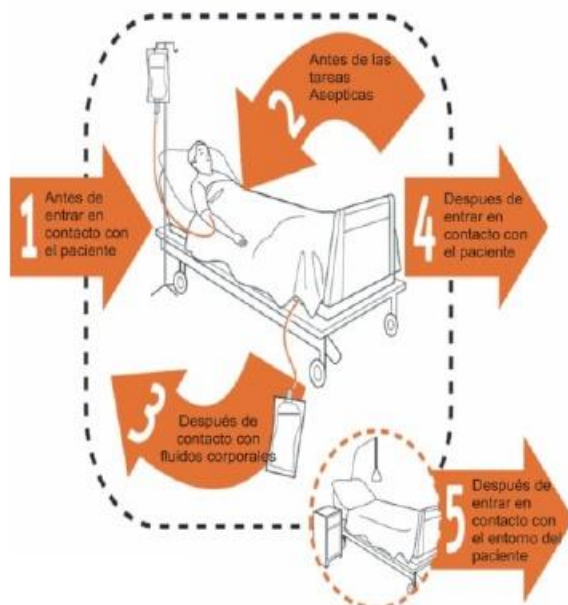 1
Antes de
entrar en
contacto con
el paciente
2
Antes de las
tareas
Asepticas
3
Después de
contacto con
fluidos corporales
4
Despues de
entrar en
contacto con
el paciente
5
Después de
entrar en
contacto con
el entorno del
paciente